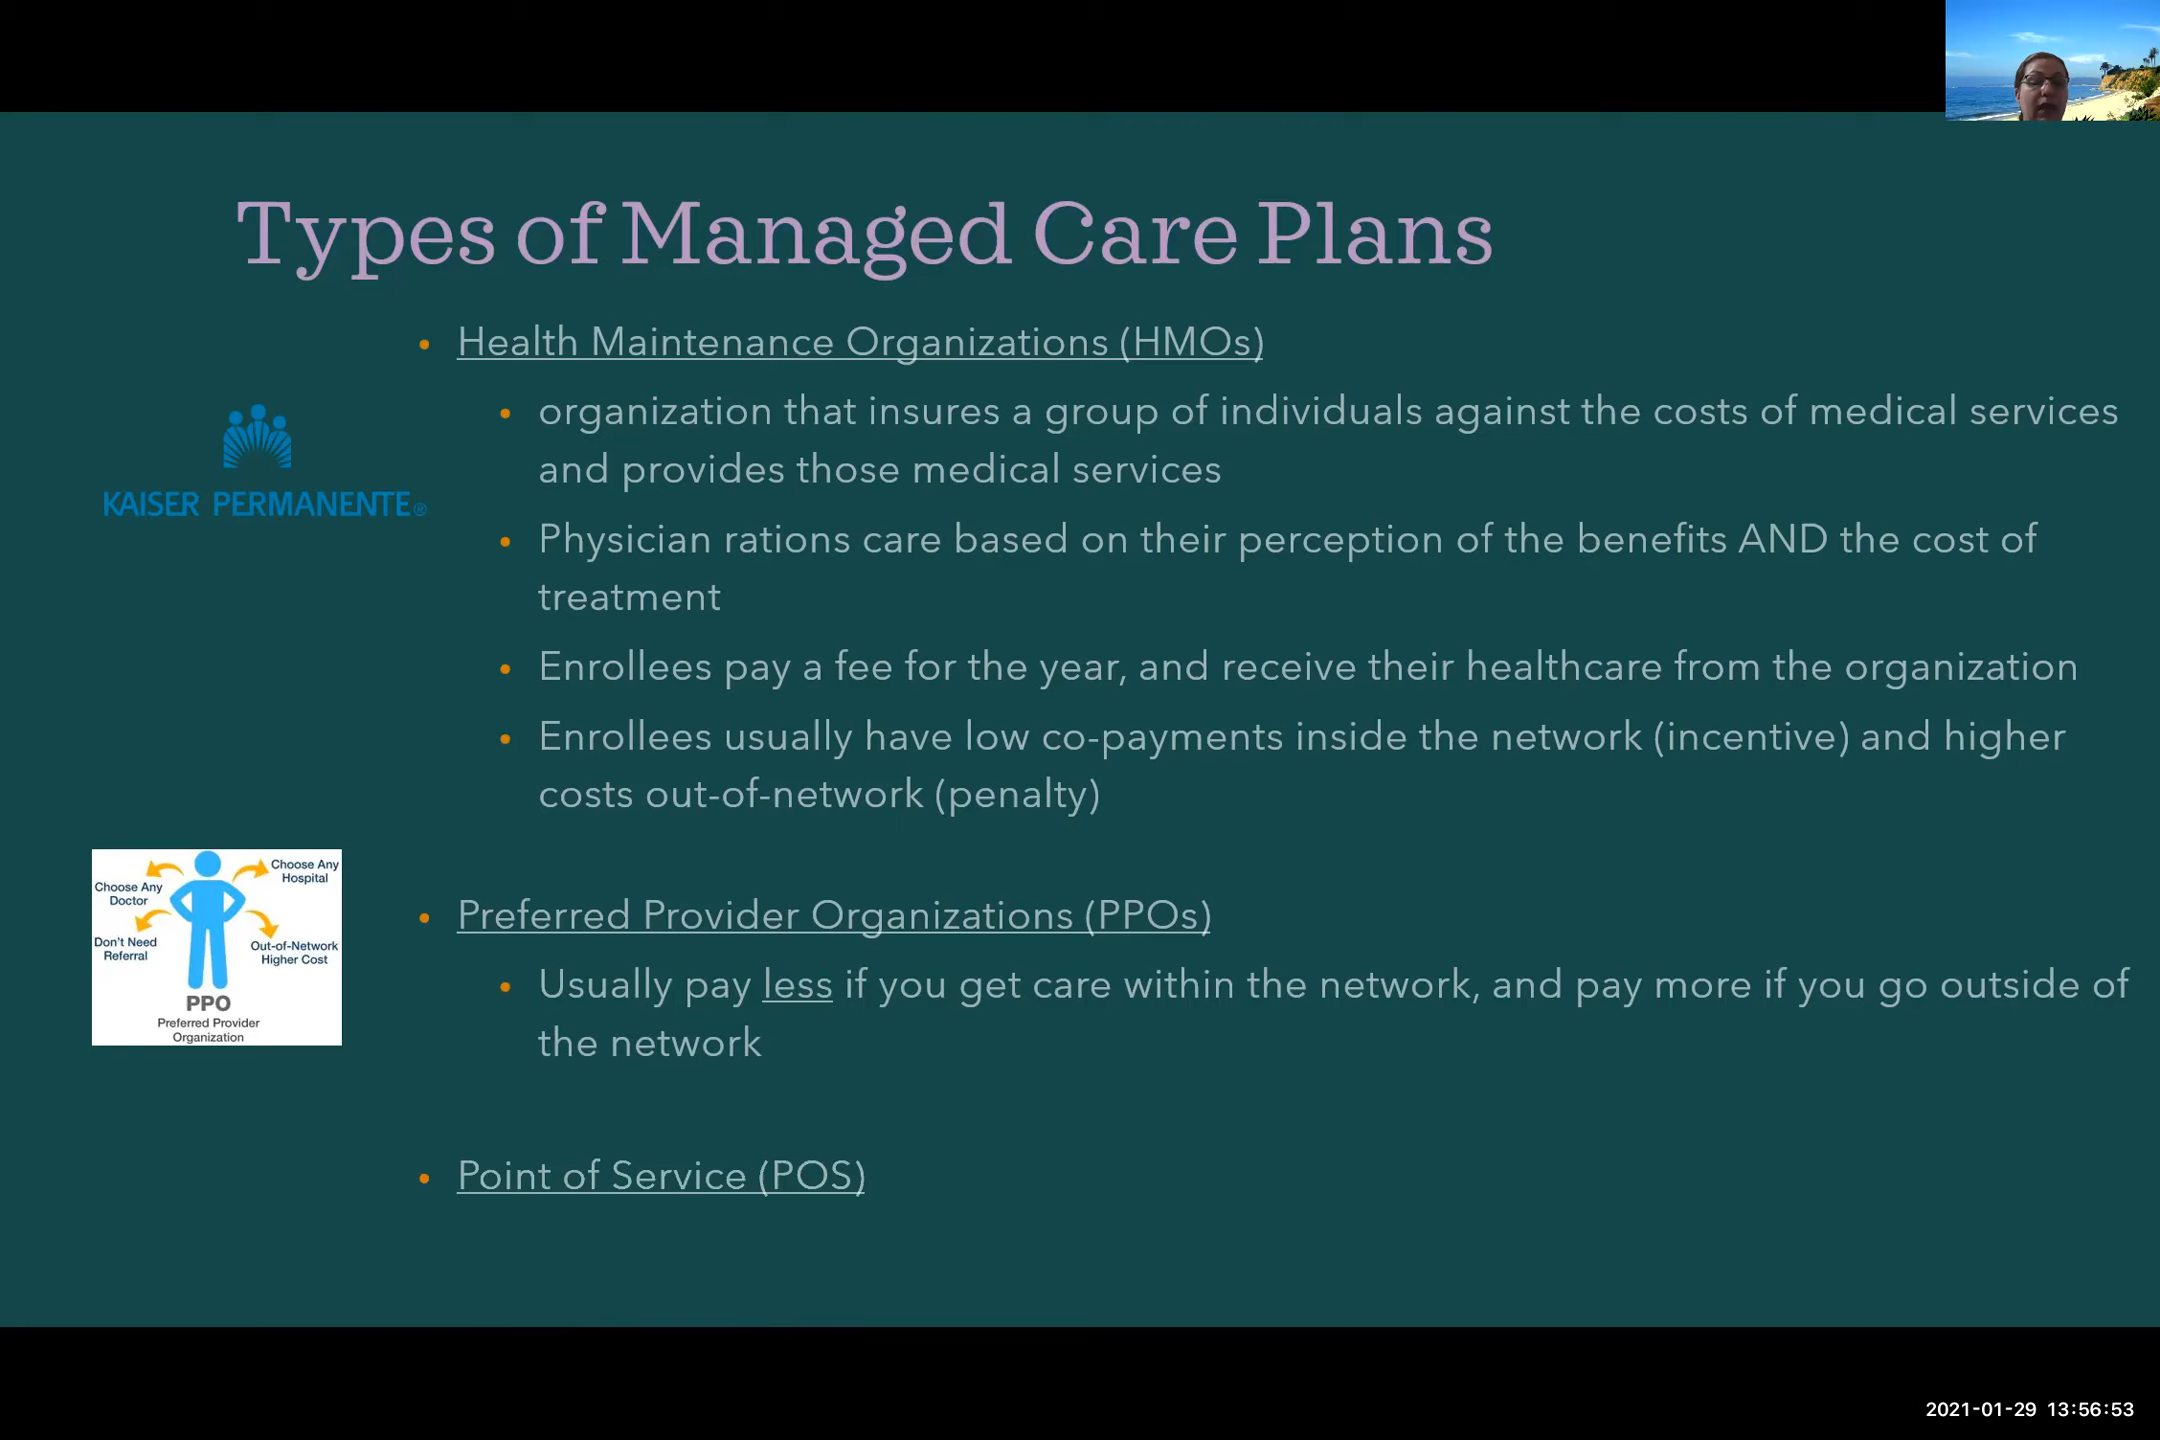 Types of Managed Care Plans
• Health Maintenance Organizations (HMOs)
• organization that insures a group of individuals against the costs of medical services
and provides those medical services
KAISER PERMANENTE®
• Physician rations care based on their perception of the benefits AND the cost of
treatment
• Enrollees pay a fee for the year, and receive their healthcare from the organization
• Enrollees usually have low co-payments inside the network (incentive) and higher
costs out-of-network (penalty)
Choose Any
Hospital
Choose Any
Doctor
Don't Need
Referral
Out-of-Network
Higher Cost
PPO
Preferred Provider
Organization
• Preferred Provider Organizations (PPOs)
• Usually pay less if you get care within the network, and pay more if you go outside of
the network
• Point of Service (POS)
2021-01-29 13:56:53